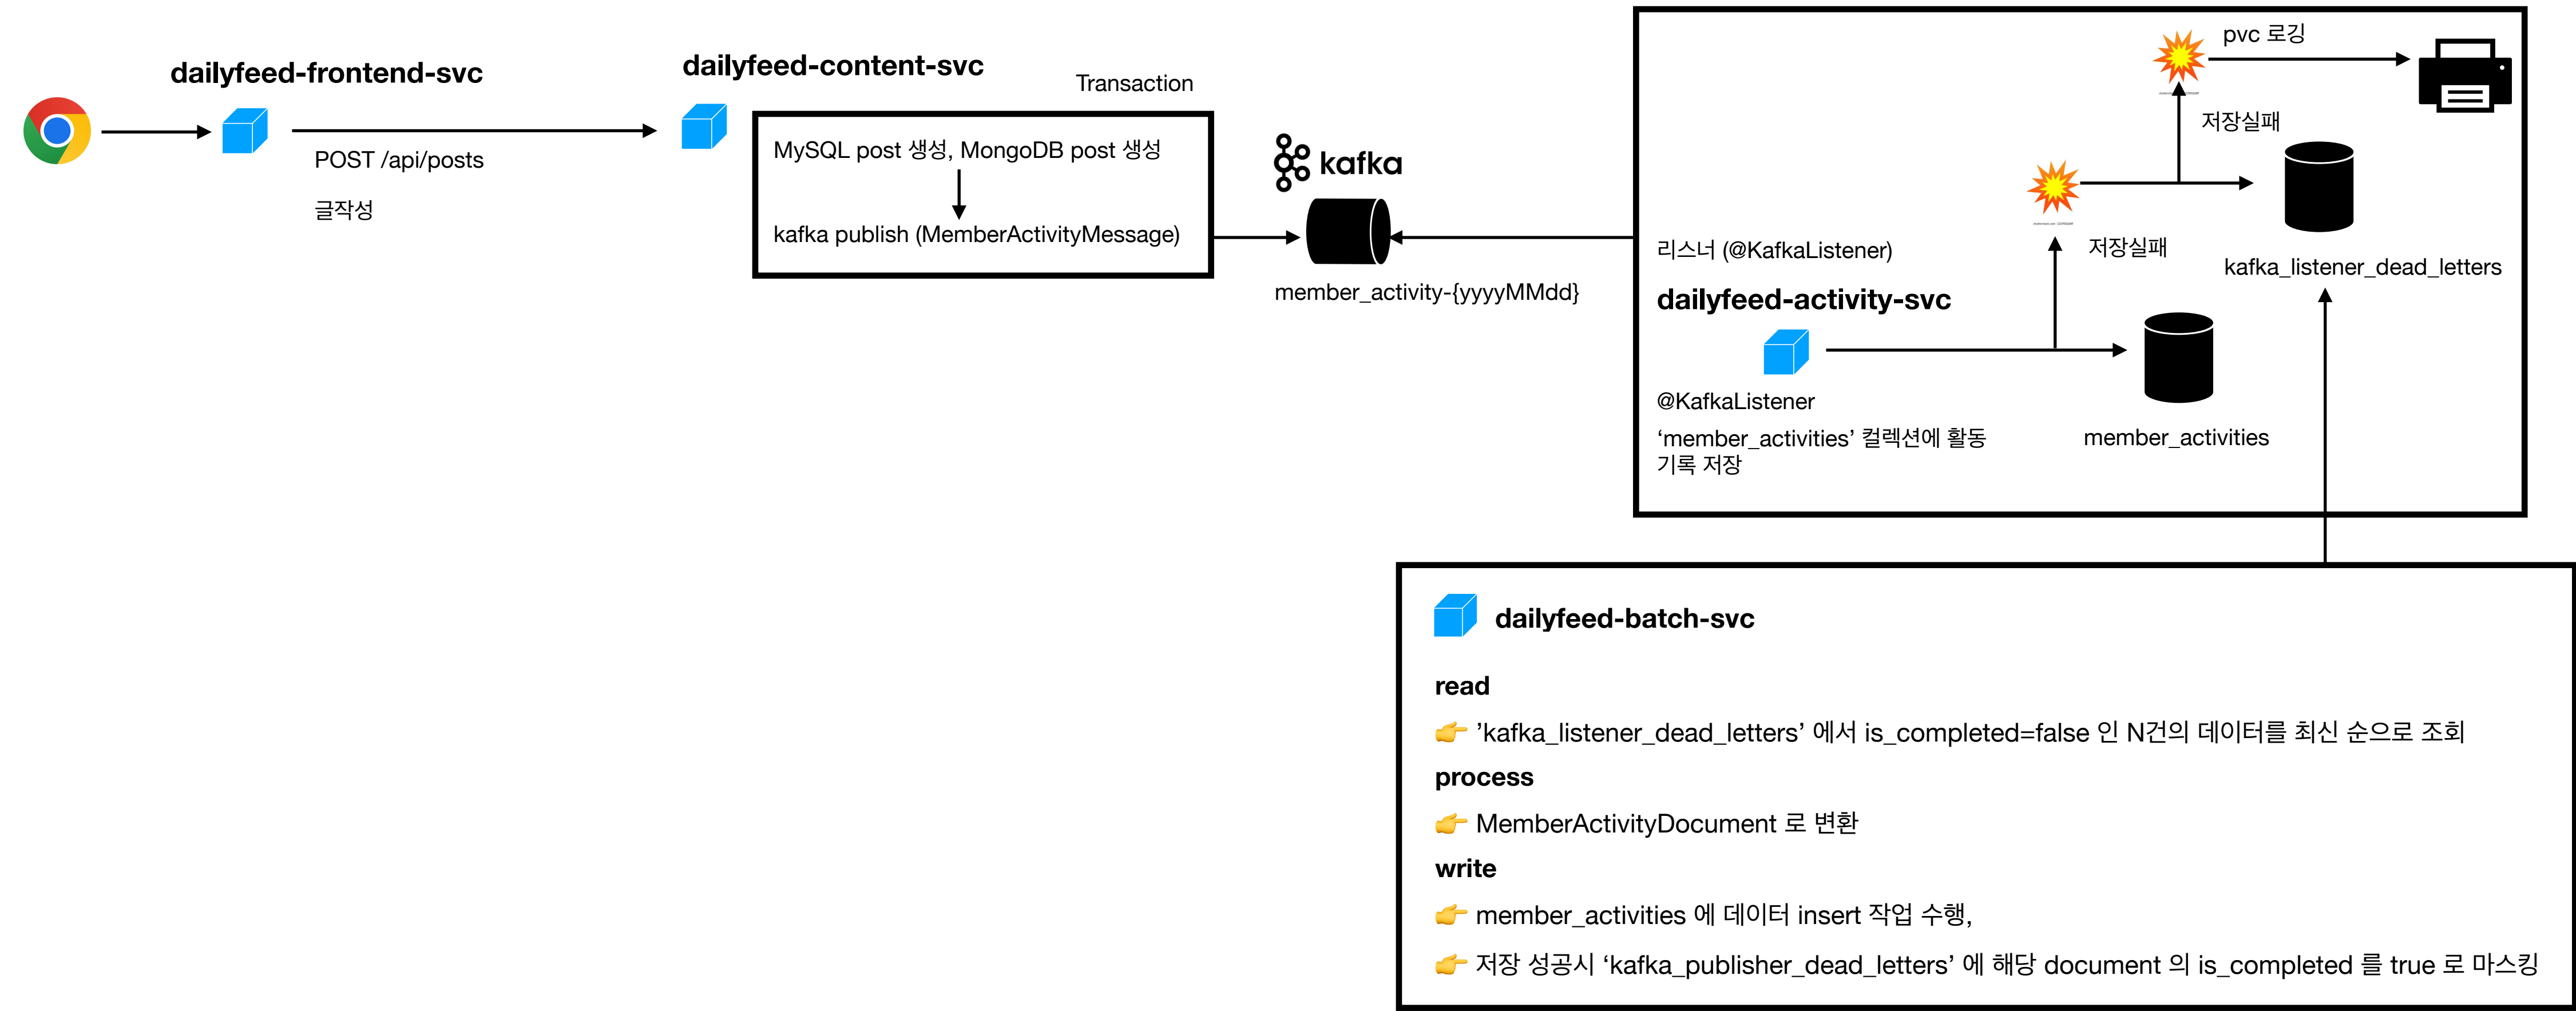 dailyfeed-frontend-svc
POST /api/posts
글작성
dailyfeed-content-svc
Transaction
MySQL post 생성, MongoDB post 생성
kafka publish (MemberActivityMessage)
kafka
member_activity-{yyyyMMdd}
pvc 로깅
저장실패
저장실패
kafka_listener_dead_letters
리스너 (@KafkaListener)
dailyfeed-activity-svc
@KafkaListener
‘member_activities’ 컬렉션에 활동
기록 저장
member_activities
dailyfeed-batch-svc
read
👉 ’kafka_listener_dead_letters’ 에서 is_completed=false 인 N건의 데이터를 최신 순으로 조회
process
👉 MemberActivityDocument 로 변환
write
👉 member_activities 에 데이터 insert 작업 수행,
👉 저장 성공시 ‘kafka_publisher_dead_letters’ 에 해당 document 의 is_completed 를 true 로 마스킹